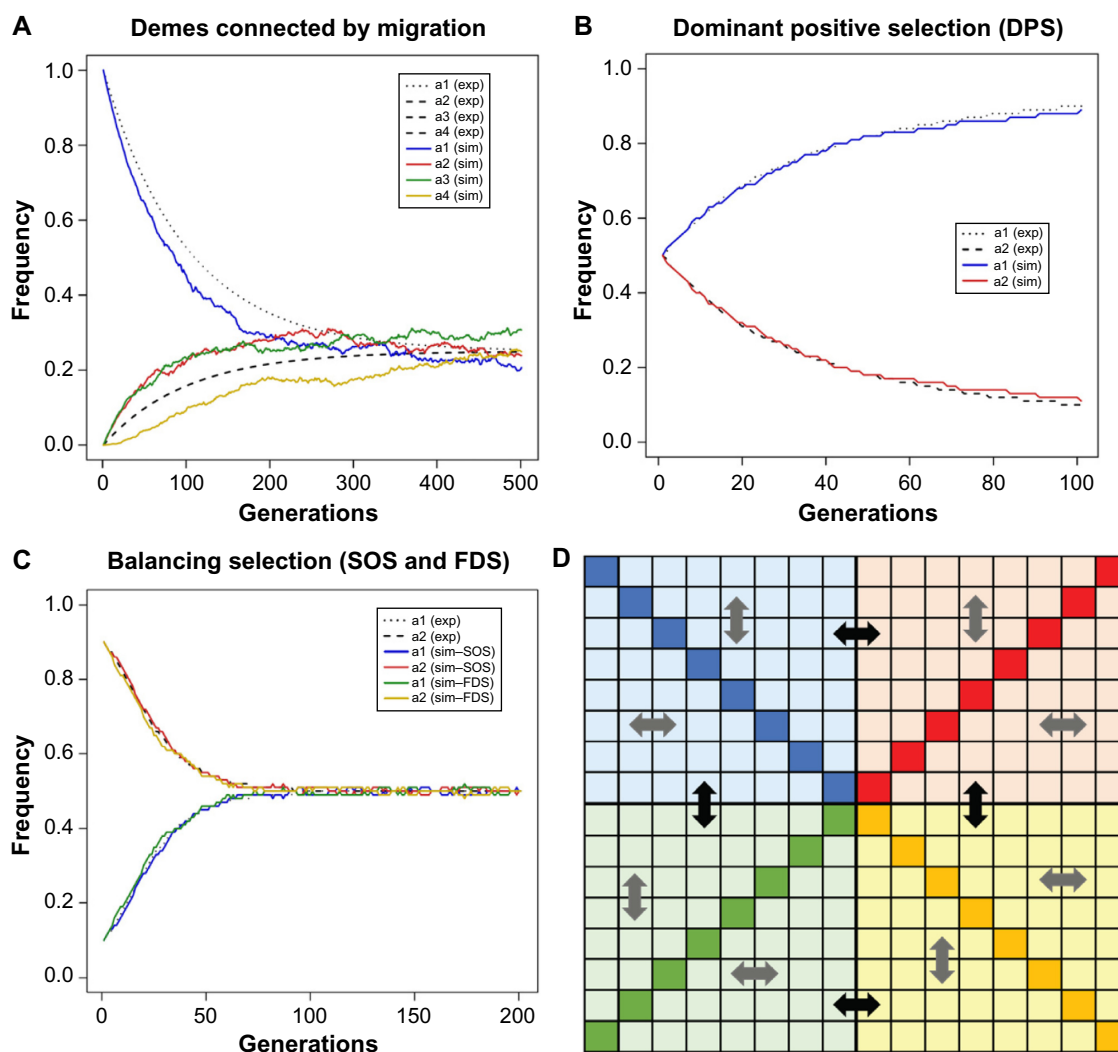 A Demes connected by migration
1.0
0.8
0.6
0.4
0.2
0.0
Frequency
a1 (exp)
a2 (exp)
a3 (exp)
a4 (exp)
a1 (sim)
a2 (sim)
a3 (sim)
a4 (sim)
0 100 200 300 400 500
Generations
B Dominant positive selection (DPS)
1.0
0.8
0.6
0.4
0.2
0.0
Frequency
a1 (exp)
a2 (exp)
a1 (sim)
a2 (sim)
0 20 40 60 80 100
Generations
C Balancing selection (SOS and FDS)
1.0
0.8
0.6
0.4
0.2
0.0
Frequency
a1 (exp)
a2 (exp)
a1 (sim–SOS)
a2 (sim–SOS)
a1 (sim–FDS)
a2 (sim–FDS)
0 50 100 150 200
Generations
D